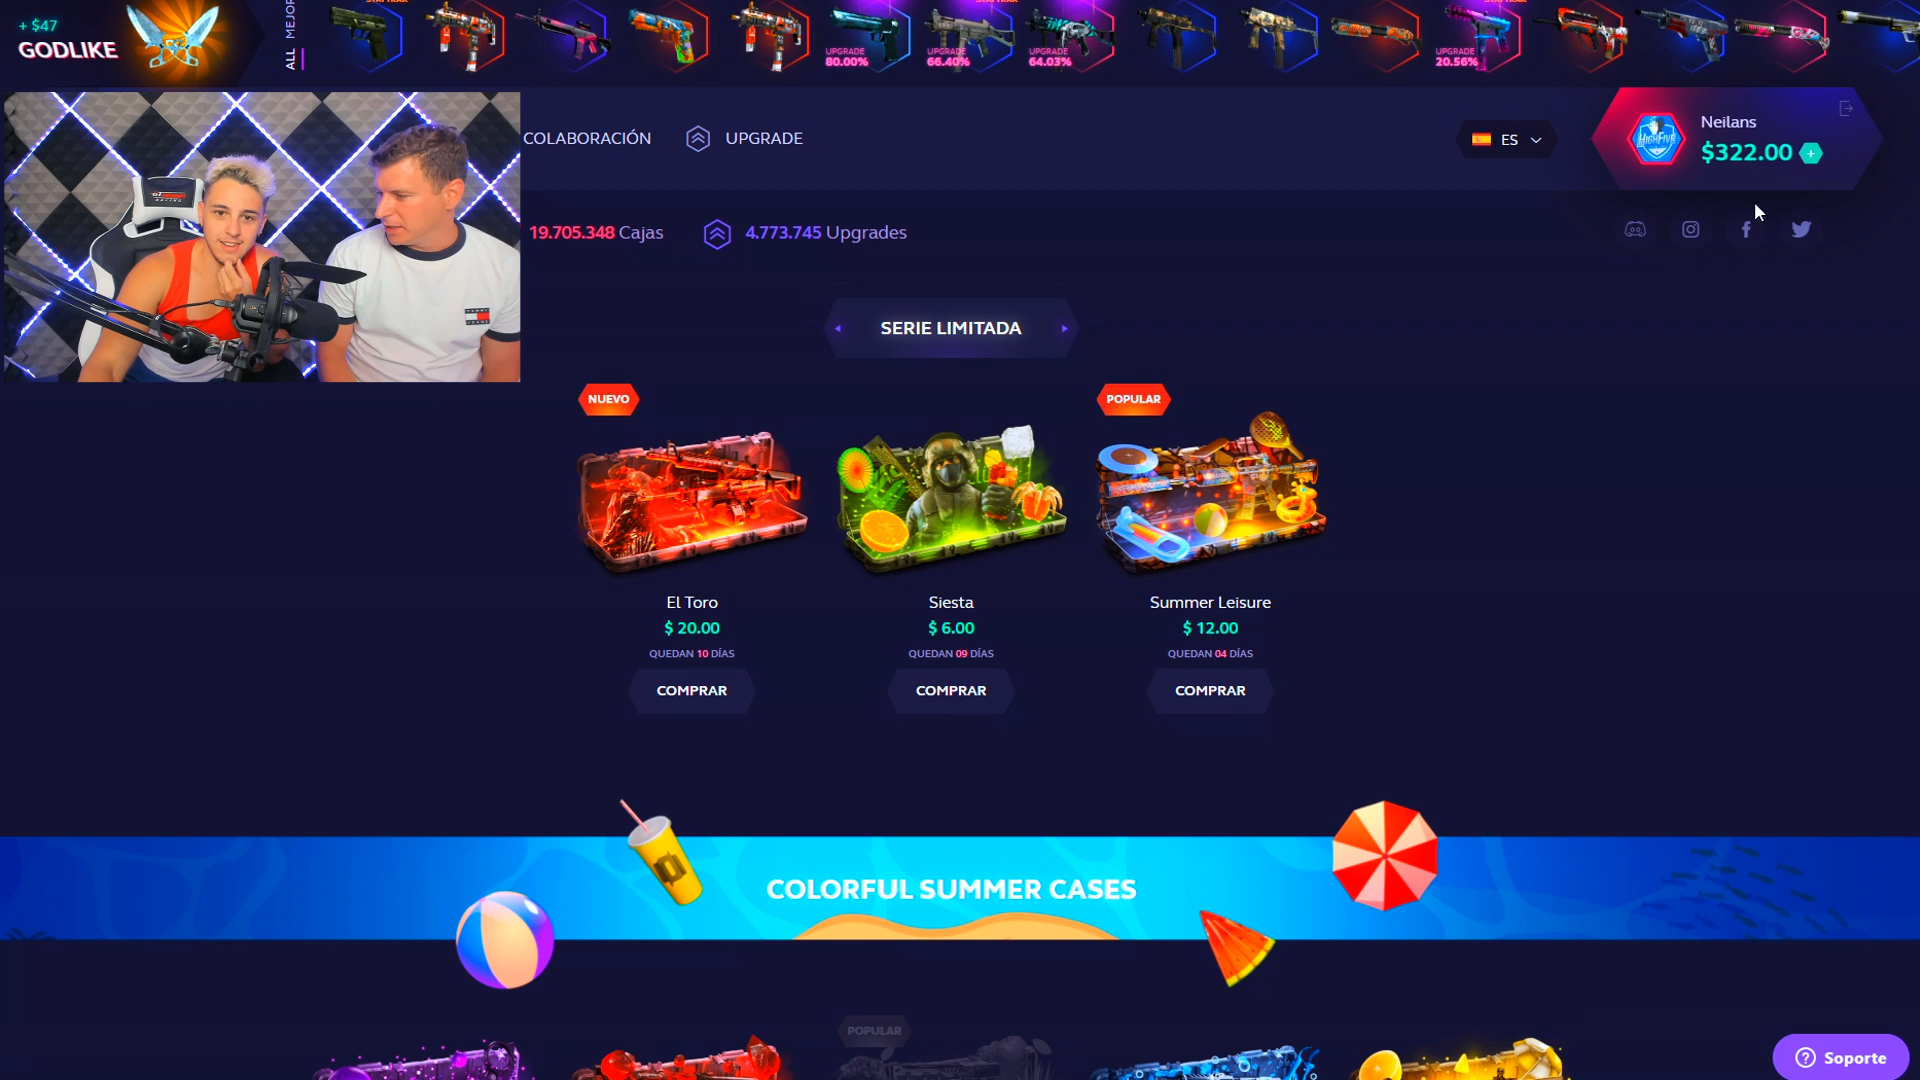 + $47
GODLIKE
ALL MEJOR
UPGRADE
80.00%
UPGRADE
66.40%
UPGRADE
64.03%
UPGRADE
20.56%
COLABORACIÓN
UPGRADE
ES
HIGHFIVE
Neilans
$322.00 +
19.705.348 Cajas
4.773.745 Upgrades
SERIE LIMITADA
NUEVO
POPULAR
El Toro
Siesta
Summer Leisure
$ 20.00
$ 6.00
$ 12.00
QUEDAN 10 DÍAS
QUEDAN 09 DÍAS
QUEDAN 04 DÍAS
COMPRAR
COMPRAR
COMPRAR
COLORFUL SUMMER CASES
POPULAR
? Soporte